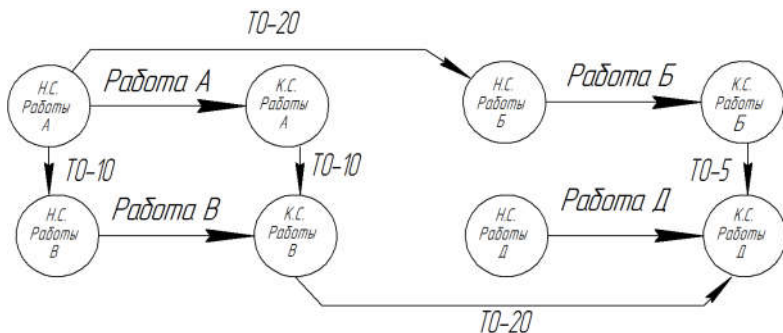 ТО-20
Н.С.
Работы
А
Работа А
К.С.
Работы
А
Н.С.
Работы
Б
Работа Б
К.С.
Работы
Б
ТО-10
ТО-10
ТО-5
Н.С.
Работы
В
Работа В
К.С.
Работы
В
Н.С.
Работы
Д
Работа Д
К.С.
Работы
Д
ТО-20